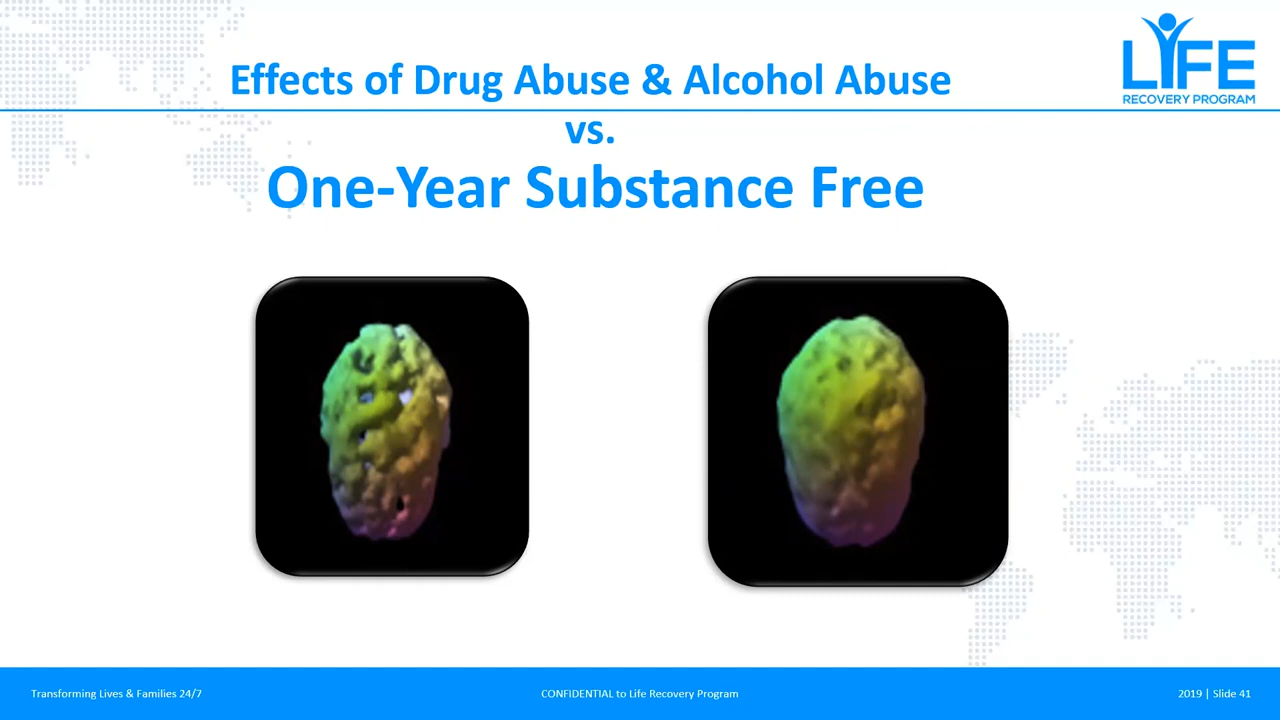 LIFE
RECOVERY PROGRAM
Effects of Drug Abuse & Alcohol Abuse
vs.
One-Year Substance Free
Transforming Lives & Families 24/7
CONFIDENTIAL to Life Recovery Program
2019 | Slide 41